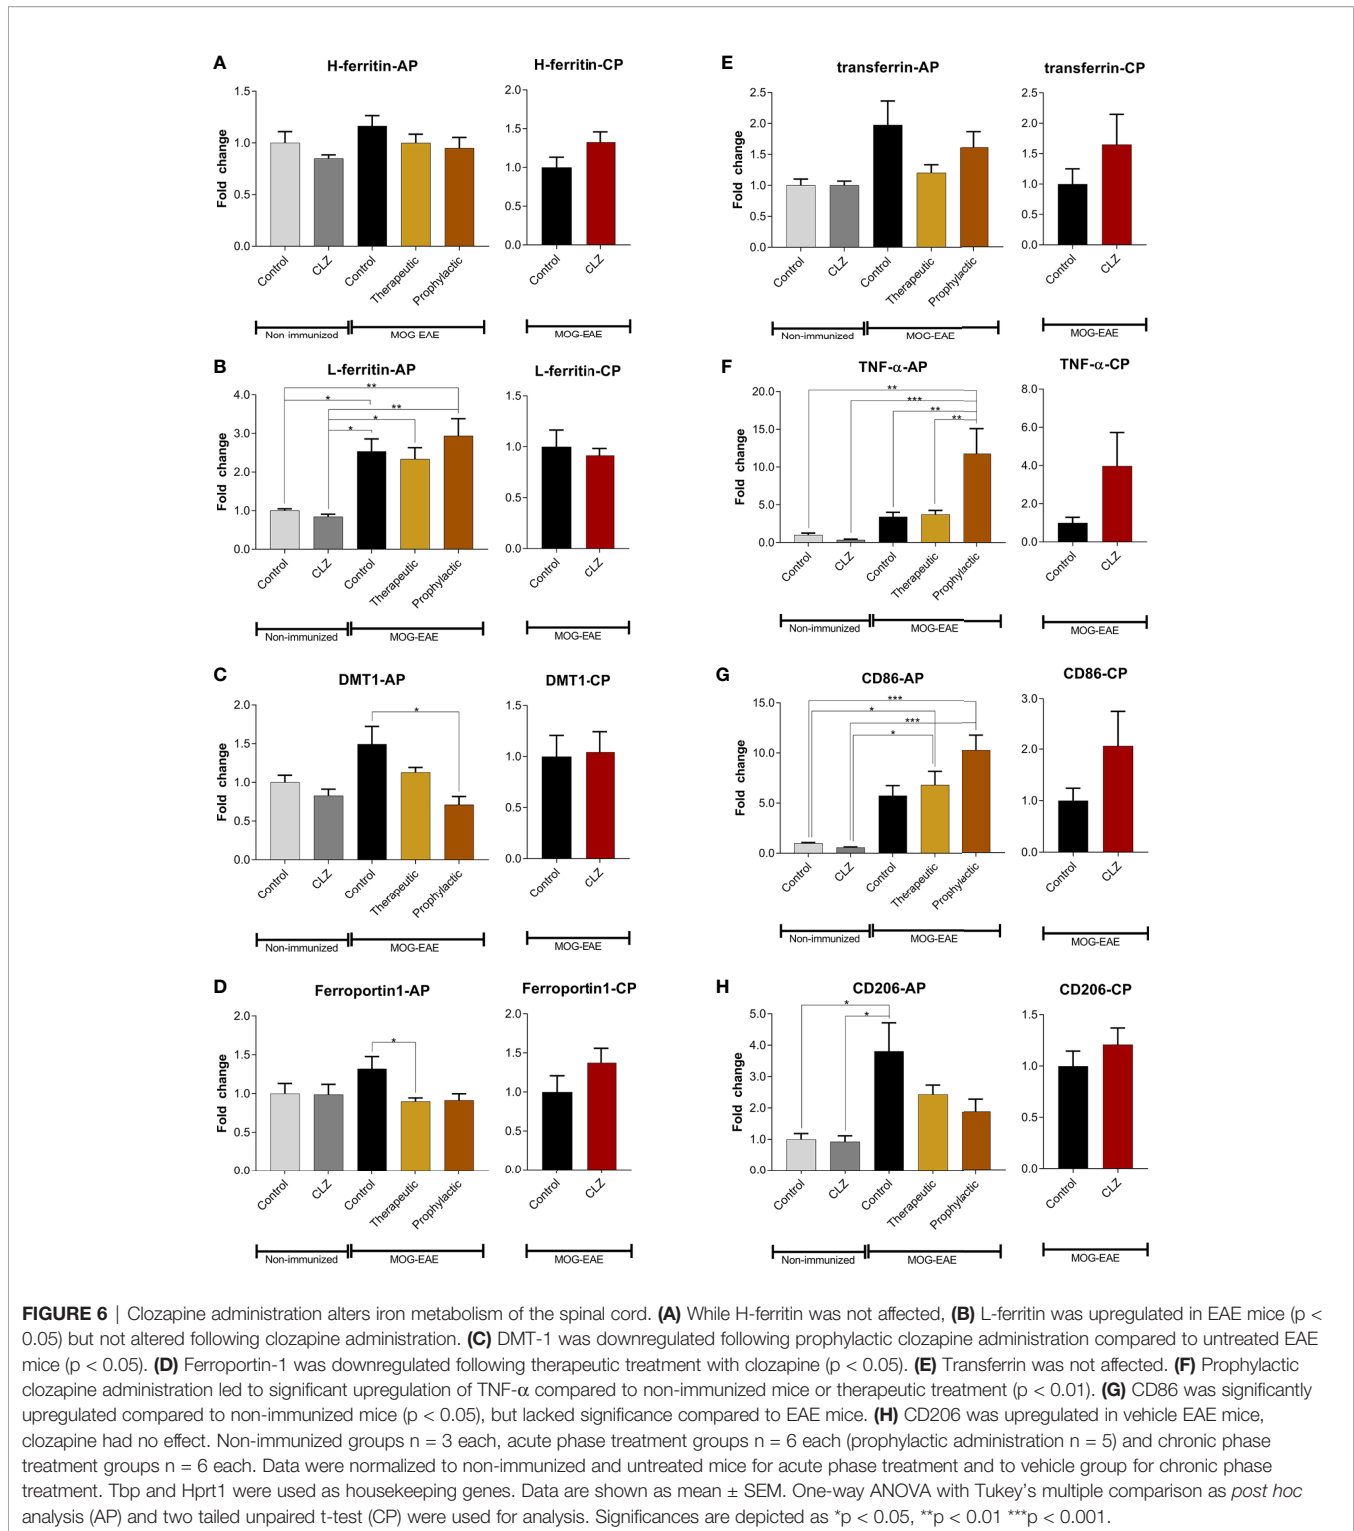 A
H-ferritin-AP
Fold change
1.5
1.0
0.5
0.0
Control
CLZ
Control
Therapeutic
Prophylactic
Non-immunized
MOG-EAE
H-ferritin-CP
2.0
1.5
1.0
0.5
0.0
Control
CLZ
MOG-EAE
E
transferrin-AP
Fold change
2.5
2.0
1.5
1.0
0.5
0.0
Control
CLZ
Control
Therapeutic
Prophylactic
Non-immunized
MOG-EAE
transferrin-CP
2.5
2.0
1.5
1.0
0.5
0.0
Control
CLZ
MOG-EAE
B
L-ferritin-AP
Fold change
4.0
3.0
2.0
1.0
0.0
**
*
**
*
*
Control
CLZ
Control
Therapeutic
Prophylactic
Non-immunized
MOG-EAE
L-ferritin-CP
1.5
1.0
0.5
0.0
Control
CLZ
MOG-EAE
F
TNF-α-AP
Fold change
20.0
15.0
10.0
5.0
0.0
**
***
**
**
Control
CLZ
Control
Therapeutic
Prophylactic
Non-immunized
MOG-EAE
TNF-α-CP
8.0
6.0
4.0
2.0
0.0
Control
CLZ
MOG-EAE
C
DMT1-AP
Fold change
2.0
1.5
1.0
0.5
0.0
*
Control
CLZ
Control
Therapeutic
Prophylactic
Non-immunized
MOG-EAE
DMT1-CP
1.5
1.0
0.5
0.0
Control
CLZ
MOG-EAE
G
CD86-AP
Fold change
15.0
10.0
5.0
0.0
***
*
***
*
Control
CLZ
Control
Therapeutic
Prophylactic
Non-immunized
MOG-EAE
CD86-CP
3.0
2.0
1.0
0.0
Control
CLZ
MOG-EAE
D
Ferroportin1-AP
Fold change
2.0
1.5
1.0
0.5
0.0
*
Control
CLZ
Control
Therapeutic
Prophylactic
Non-immunized
MOG-EAE
Ferroportin1-CP
2.0
1.5
1.0
0.5
0.0
Control
CLZ
MOG-EAE
H
CD206-AP
Fold change
5.0
4.0
3.0
2.0
1.0
0.0
*
*
Control
CLZ
Control
Therapeutic
Prophylactic
Non-immunized
MOG-EAE
CD206-CP
1.5
1.0
0.5
0.0
Control
CLZ
MOG-EAE
FIGURE 6 | Clozapine administration alters iron metabolism of the spinal cord. (A) While H-ferritin was not affected, (B) L-ferritin was upregulated in EAE mice (p <
0.05) but not altered following clozapine administration. (C) DMT-1 was downregulated following prophylactic clozapine administration compared to untreated EAE
mice (p < 0.05). (D) Ferroportin-1 was downregulated following therapeutic treatment with clozapine (p < 0.05). (E) Transferrin was not affected. (F) Prophylactic
clozapine administration led to significant upregulation of TNF-α compared to non-immunized mice or therapeutic treatment (p < 0.01). (G) CD86 was significantly
upregulated compared to non-immunized mice (p < 0.05), but lacked significance compared to EAE mice. (H) CD206 was upregulated in vehicle EAE mice,
clozapine had no effect. Non-immunized groups n = 3 each, acute phase treatment groups n = 6 each (prophylactic administration n = 5) and chronic phase
treatment groups n = 6 each. Data were normalized to non-immunized and untreated mice for acute phase treatment and to vehicle group for chronic phase
treatment. Tbp and Hprt1 were used as housekeeping genes. Data are shown as mean ± SEM. One-way ANOVA with Tukey's multiple comparison as post hoc
analysis (AP) and two tailed unpaired t-test (CP) were used for analysis. Significances are depicted as *p < 0.05, **p < 0.01 ***p < 0.001.